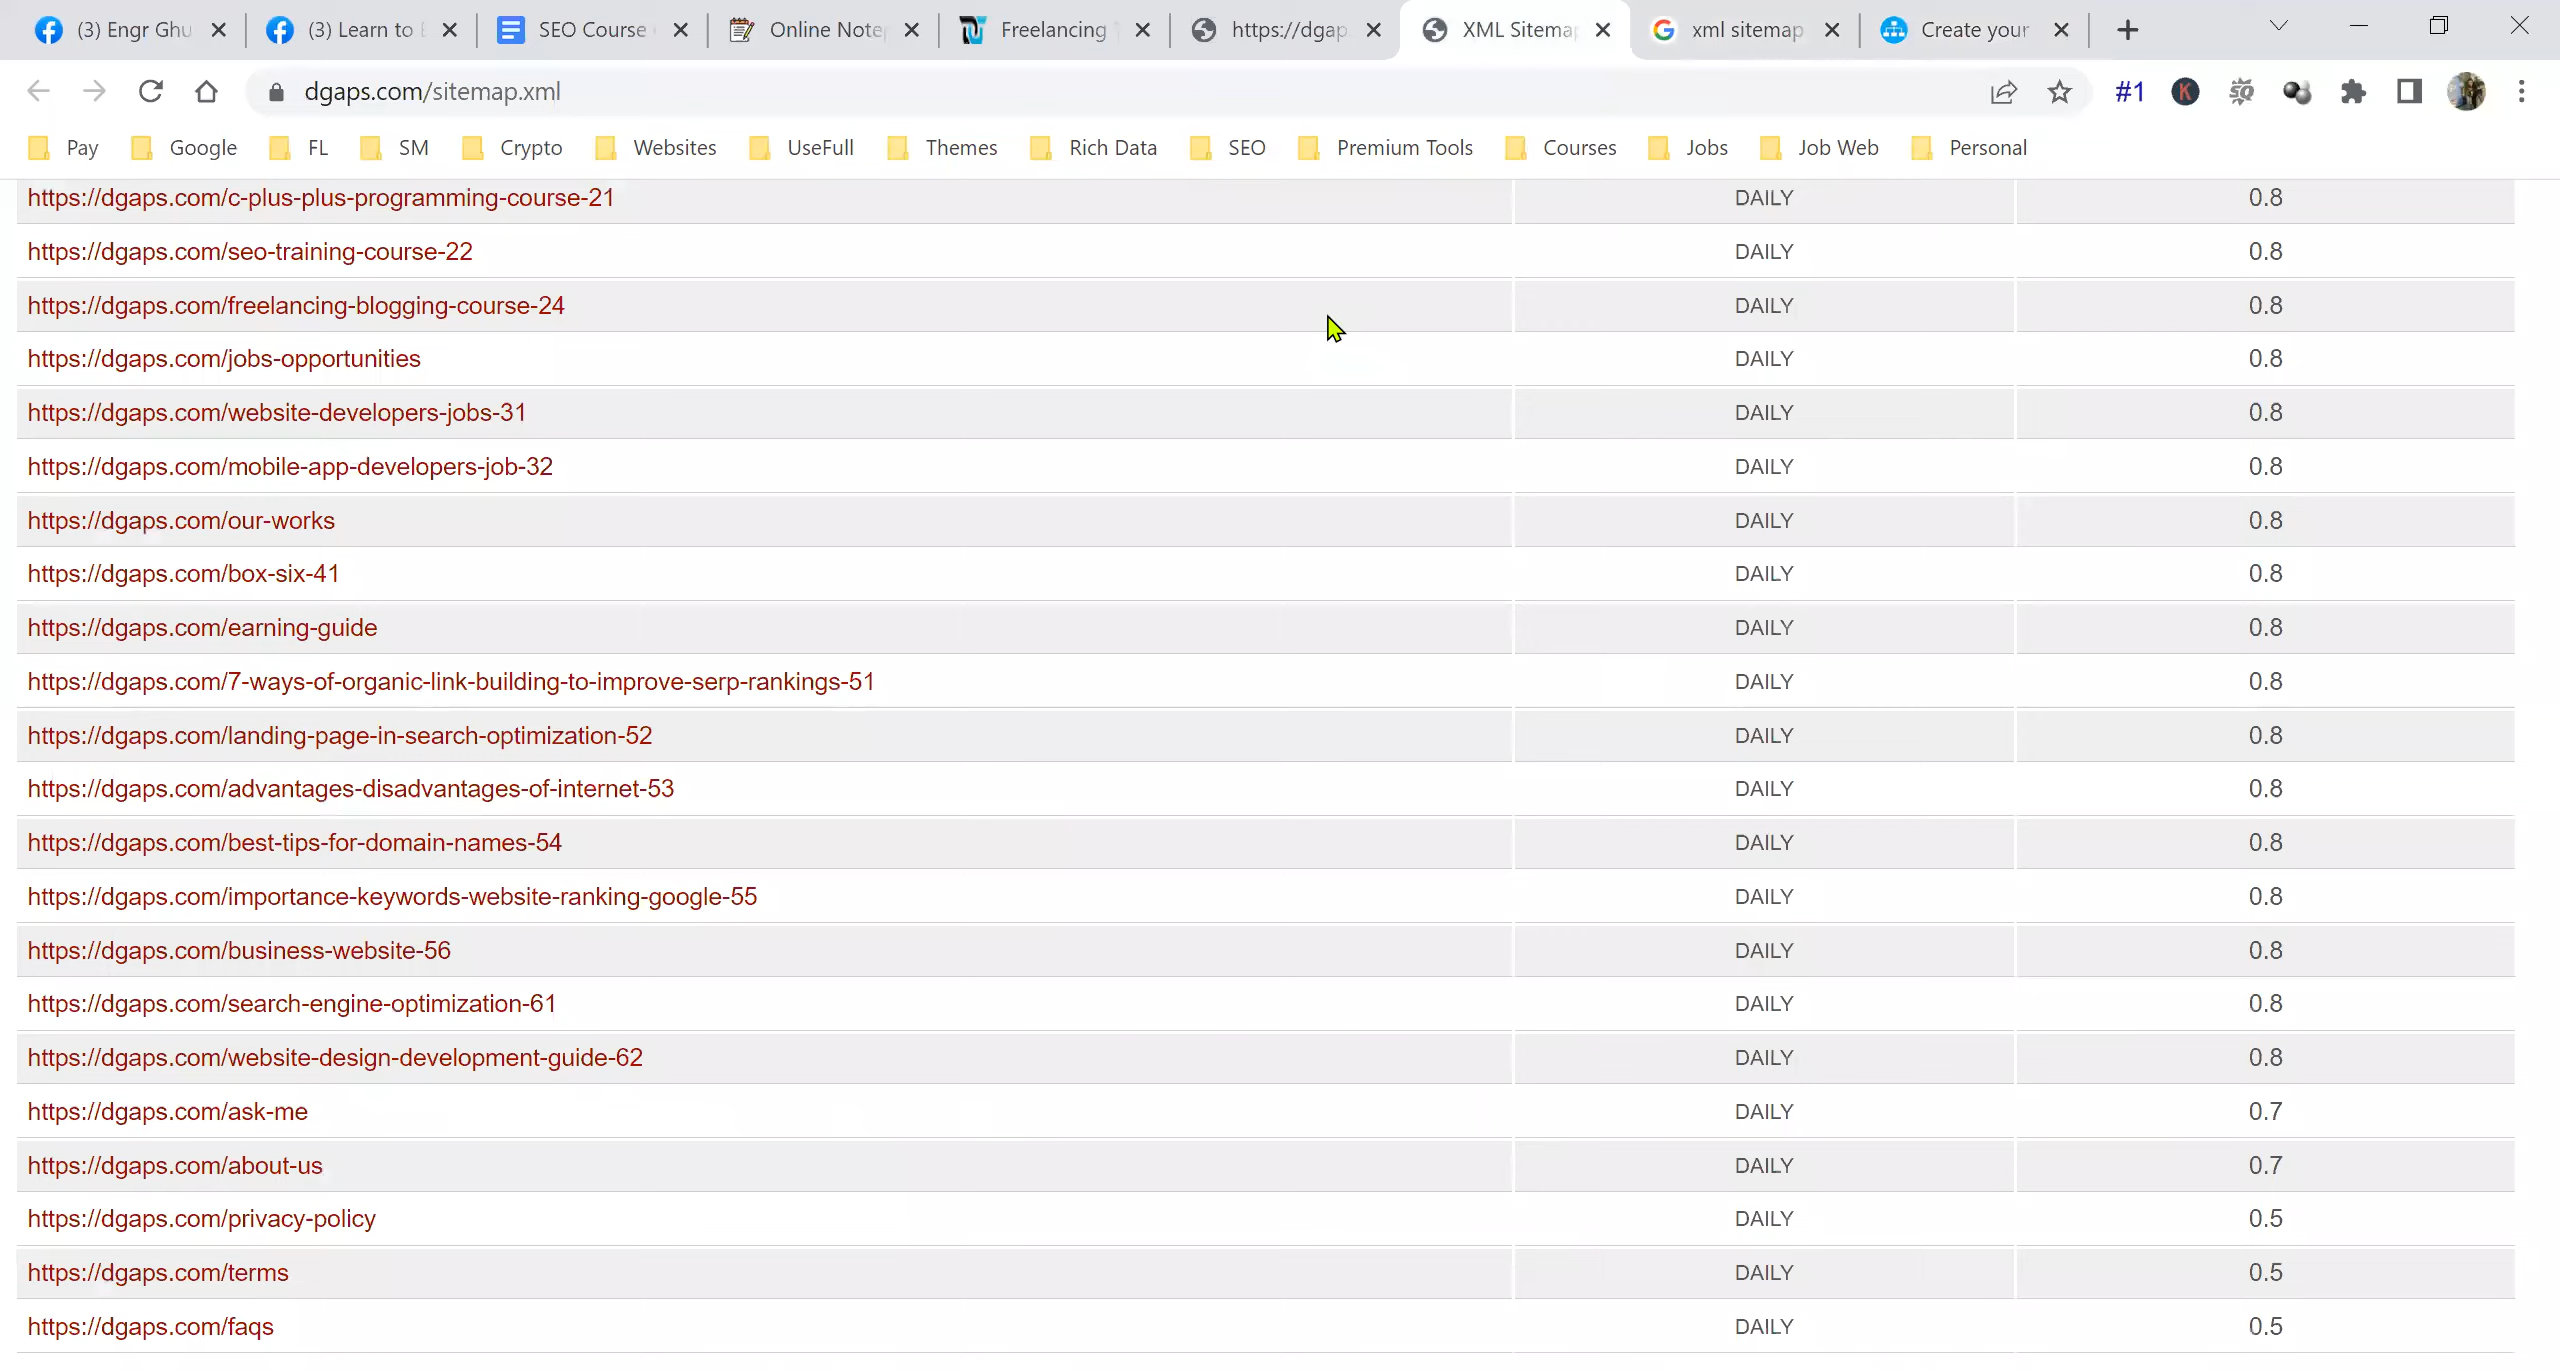 (3) Engr Ghu (3) Learn to SEO Course Online Note Freelancing https://dgap XML Sitema xml sitemap Create your
dgaps.com/sitemap.xml #1 K SQ
Pay Google FL SM Crypto Websites UseFull Themes Rich Data SEO Premium Tools Courses Jobs Job Web Personal
https://dgaps.com/c-plus-plus-programming-course-21 DAILY 0.8
https://dgaps.com/seo-training-course-22 DAILY 0.8
https://dgaps.com/freelancing-blogging-course-24 DAILY 0.8
https://dgaps.com/jobs-opportunities DAILY 0.8
https://dgaps.com/website-developers-jobs-31 DAILY 0.8
https://dgaps.com/mobile-app-developers-job-32 DAILY 0.8
https://dgaps.com/our-works DAILY 0.8
https://dgaps.com/box-six-41 DAILY 0.8
https://dgaps.com/earning-guide DAILY 0.8
https://dgaps.com/7-ways-of-organic-link-building-to-improve-serp-rankings-51 DAILY 0.8
https://dgaps.com/landing-page-in-search-optimization-52 DAILY 0.8
https://dgaps.com/advantages-disadvantages-of-internet-53 DAILY 0.8
https://dgaps.com/best-tips-for-domain-names-54 DAILY 0.8
https://dgaps.com/importance-keywords-website-ranking-google-55 DAILY 0.8
https://dgaps.com/business-website-56 DAILY 0.8
https://dgaps.com/search-engine-optimization-61 DAILY 0.8
https://dgaps.com/website-design-development-guide-62 DAILY 0.8
https://dgaps.com/ask-me DAILY 0.7
https://dgaps.com/about-us DAILY 0.7
https://dgaps.com/privacy-policy DAILY 0.5
https://dgaps.com/terms DAILY 0.5
https://dgaps.com/faqs DAILY 0.5